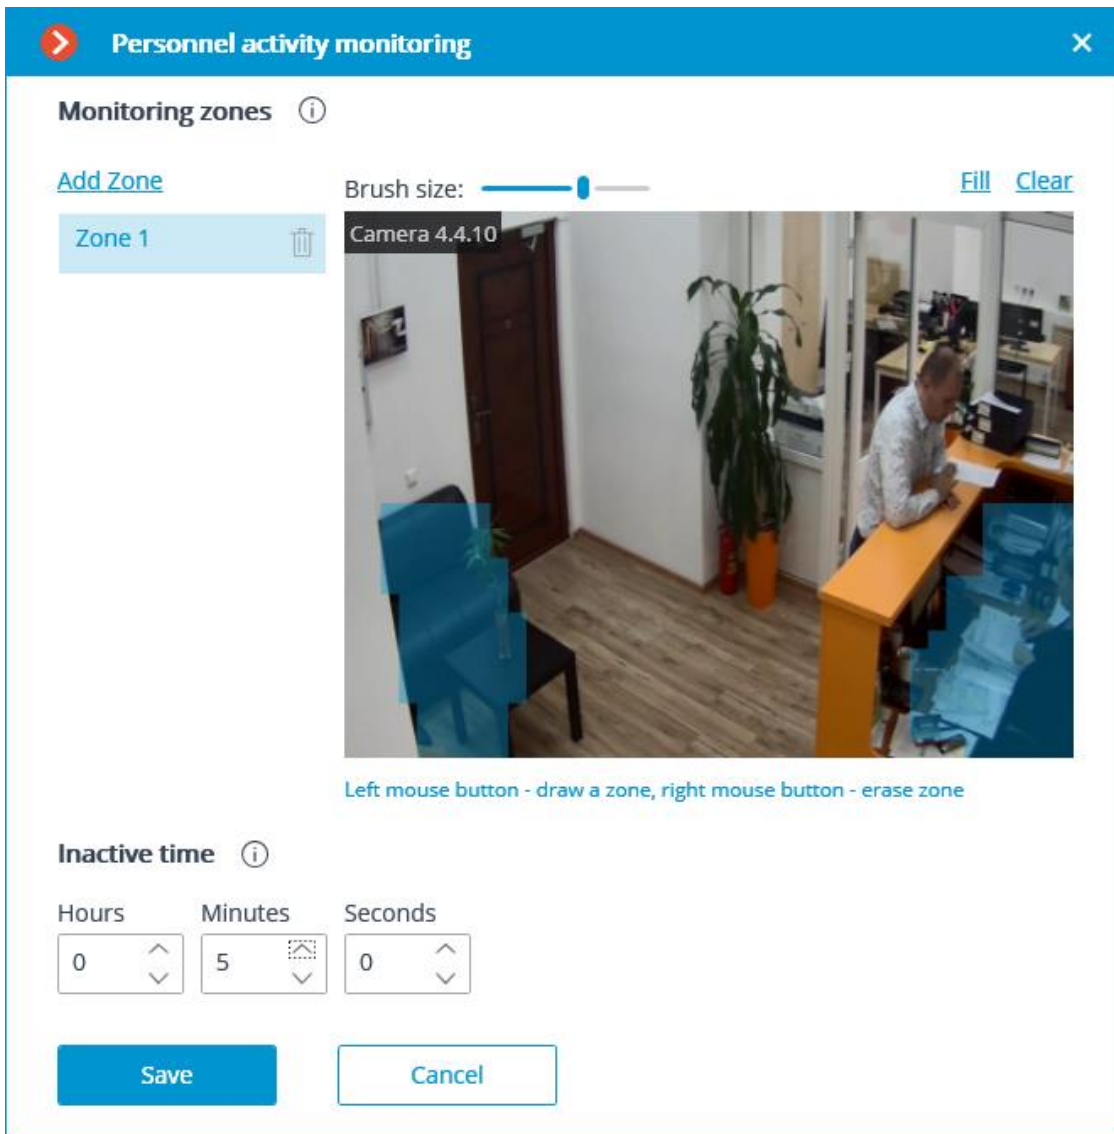 Personnel activity monitoring
Monitoring zones
Add Zone
Brush size:
Fill Clear
Zone 1
Camera 4.4.10
Left mouse button - draw a zone, right mouse button - erase zone
Inactive time
Hours Minutes Seconds
0 5 0
Save Cancel